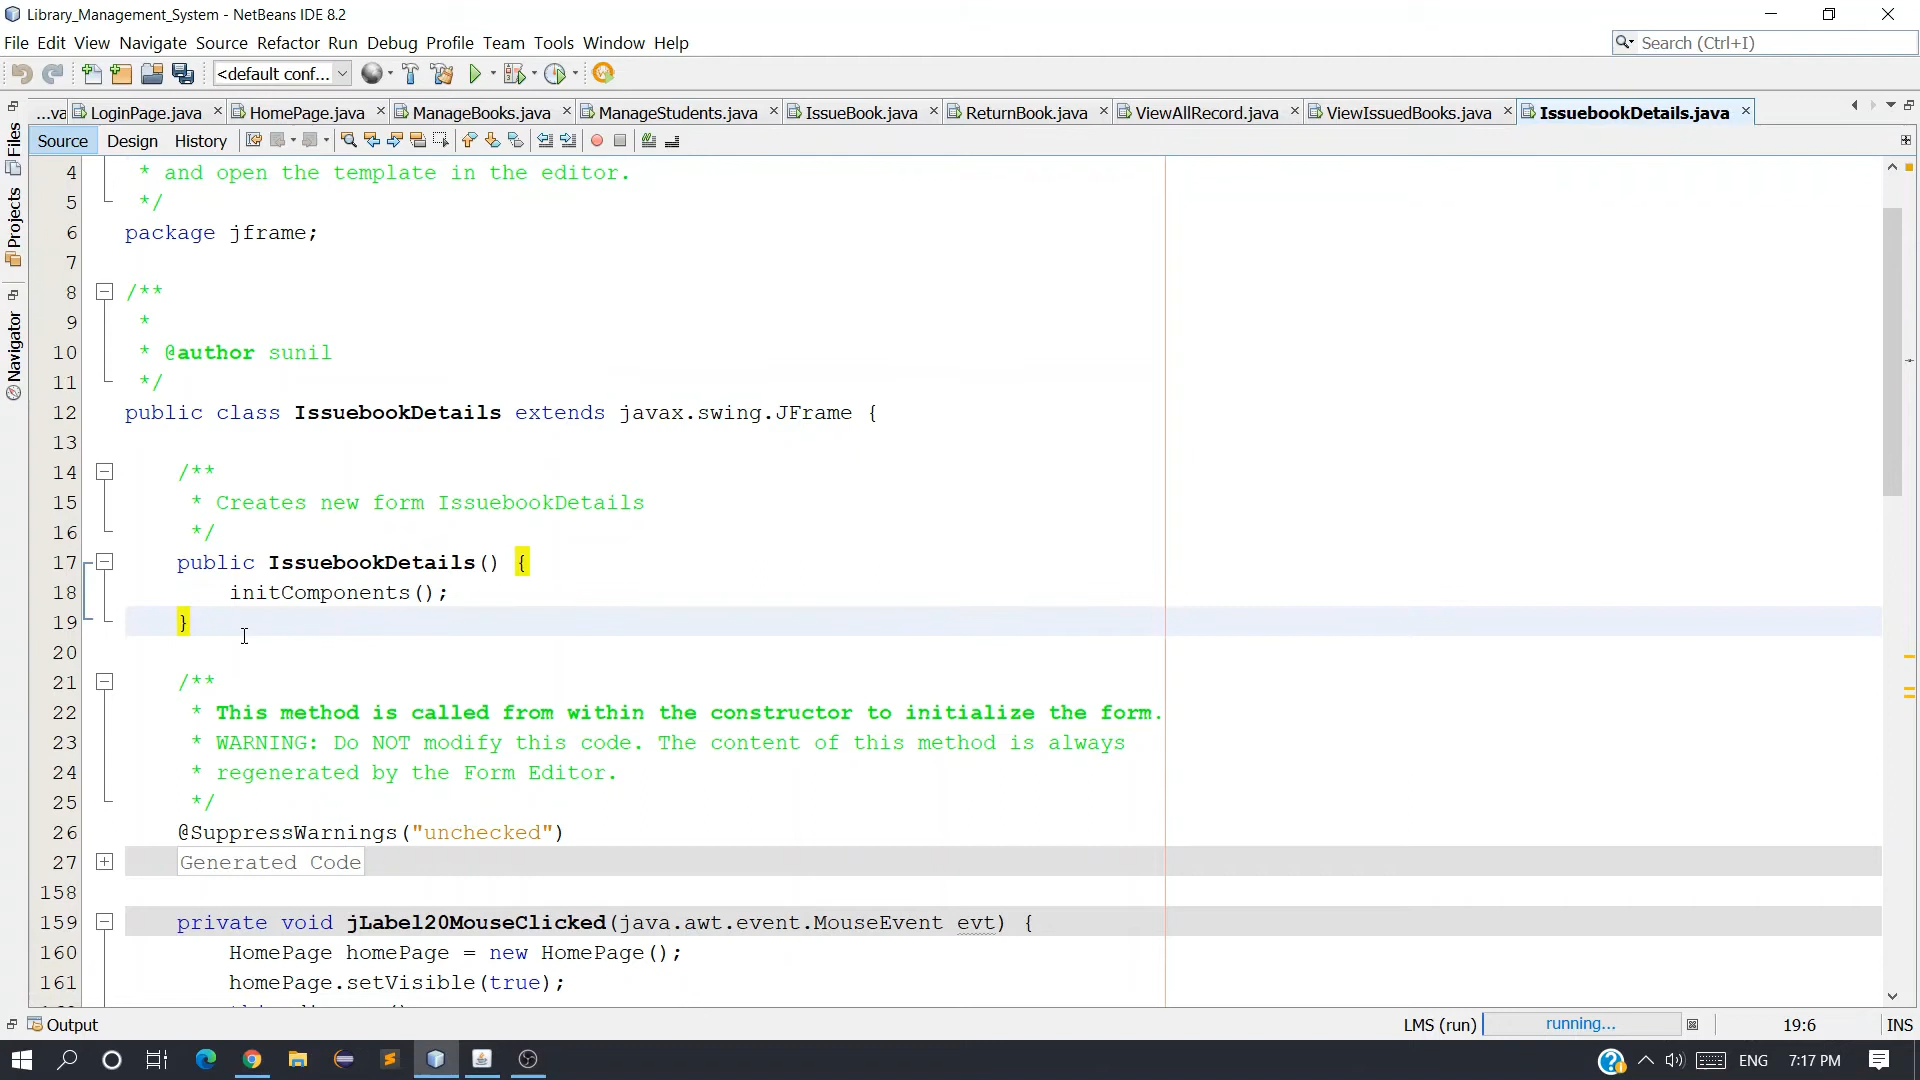 Library_Management_System - NetBeans IDE 8.2
File Edit View Navigate Source Refactor Run Debug Profile Team Tools Window Help
Search (Ctrl+I)
<default conf...
...va LoginPage.java HomePage.java ManageBooks.java ManageStudents.java IssueBook.java ReturnBook.java ViewAllRecord.java ViewIssuedBooks.java IssuebookDetails.java
Source Design History
Files
Projects
Navigator
4 * and open the template in the editor.
5 */
6 package jframe;
7
8 /**
9 *
10 * @author sunil
11 */
12 public class IssuebookDetails extends javax.swing.JFrame {
13
14 /**
15 * Creates new form IssuebookDetails
16 */
17 public IssuebookDetails() {
18 initComponents();
19 }
20
21 /**
22 * This method is called from within the constructor to initialize the form.
23 * WARNING: Do NOT modify this code. The content of this method is always
24 * regenerated by the Form Editor.
25 */
26 @SuppressWarnings("unchecked")
27 Generated Code
158
159 private void jLabel20MouseClicked(java.awt.event.MouseEvent evt) {
160 HomePage homePage = new HomePage();
161 homePage.setVisible(true);
Output
LMS (run) running... 19:6 INS
ENG 7:17 PM